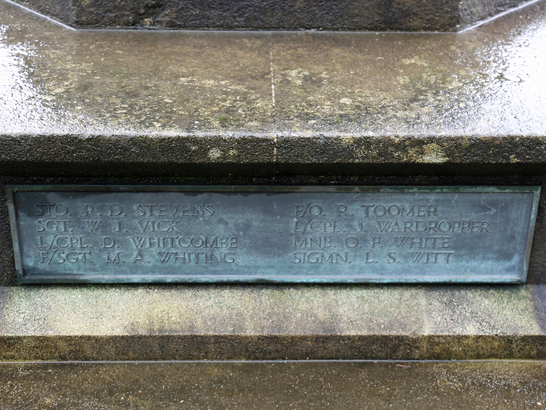 STO. R. D. STEVENS
SGT. W. J. VICK
L/CPL. D. WHITCOMBE
F/SGT. M. A. WHITING
F/O. R. TOOMER
L/CPL. J. WARDROPPER
MNE. O. F. WHITE
SIGMN. L. S. WITT